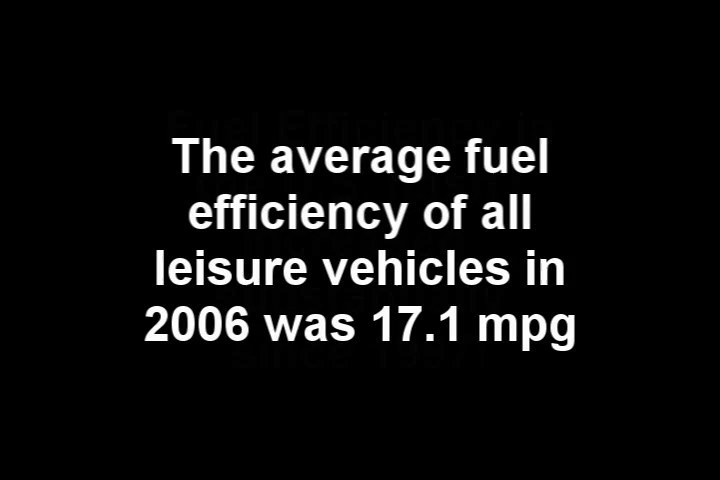 The average fuel
efficiency of all
leisure vehicles in
2006 was 17.1 mpg